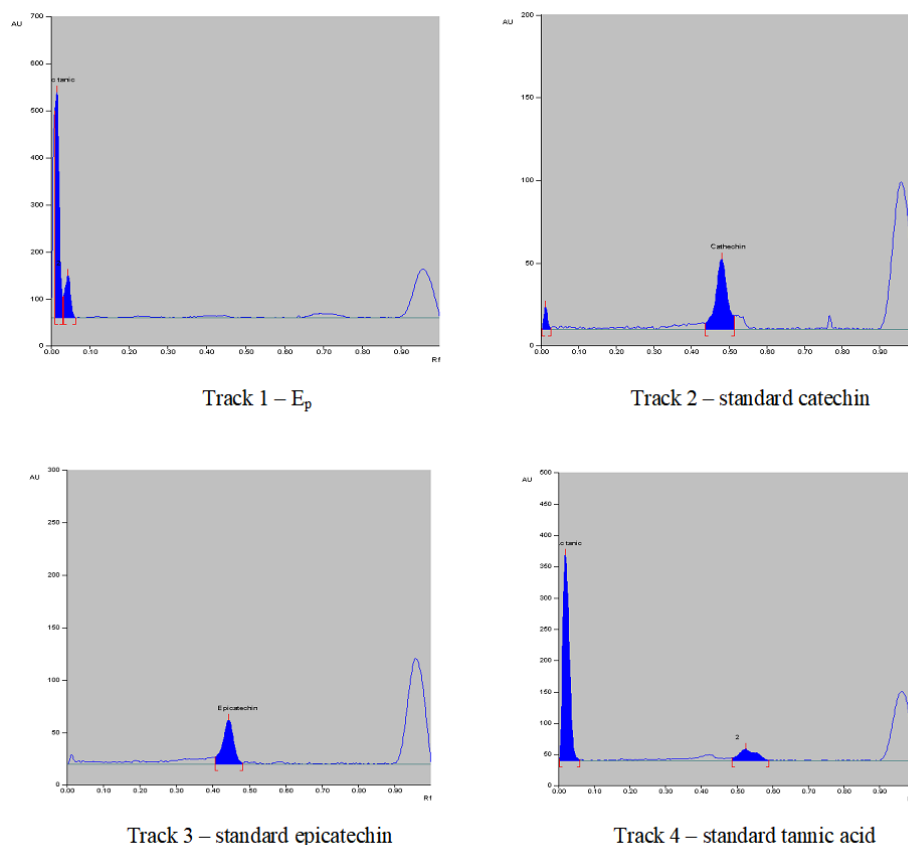 700
AU
600
c tanic
500
400
300
200
100
0
0.00 0.10 0.20 0.30 0.40 0.50 0.60 0.70 0.80 0.90
Rf
Track 1 – Ep
200
AU
150
100
Cathechin
50
0
0.00 0.10 0.20 0.30 0.40 0.50 0.60 0.70 0.80 0.90
Track 2 – standard catechin
300
AU
250
200
150
100
Epicatechin
50
0
0.00 0.10 0.20 0.30 0.40 0.50 0.60 0.70 0.80 0.90
Rf
Track 3 – standard epicatechin
500
AU
450
400
.c tanic
350
300
250
200
150
100
2
50
0
0.00 0.10 0.20 0.30 0.40 0.50 0.60 0.70 0.80 0.90
Rf
Track 4 – standard tannic acid